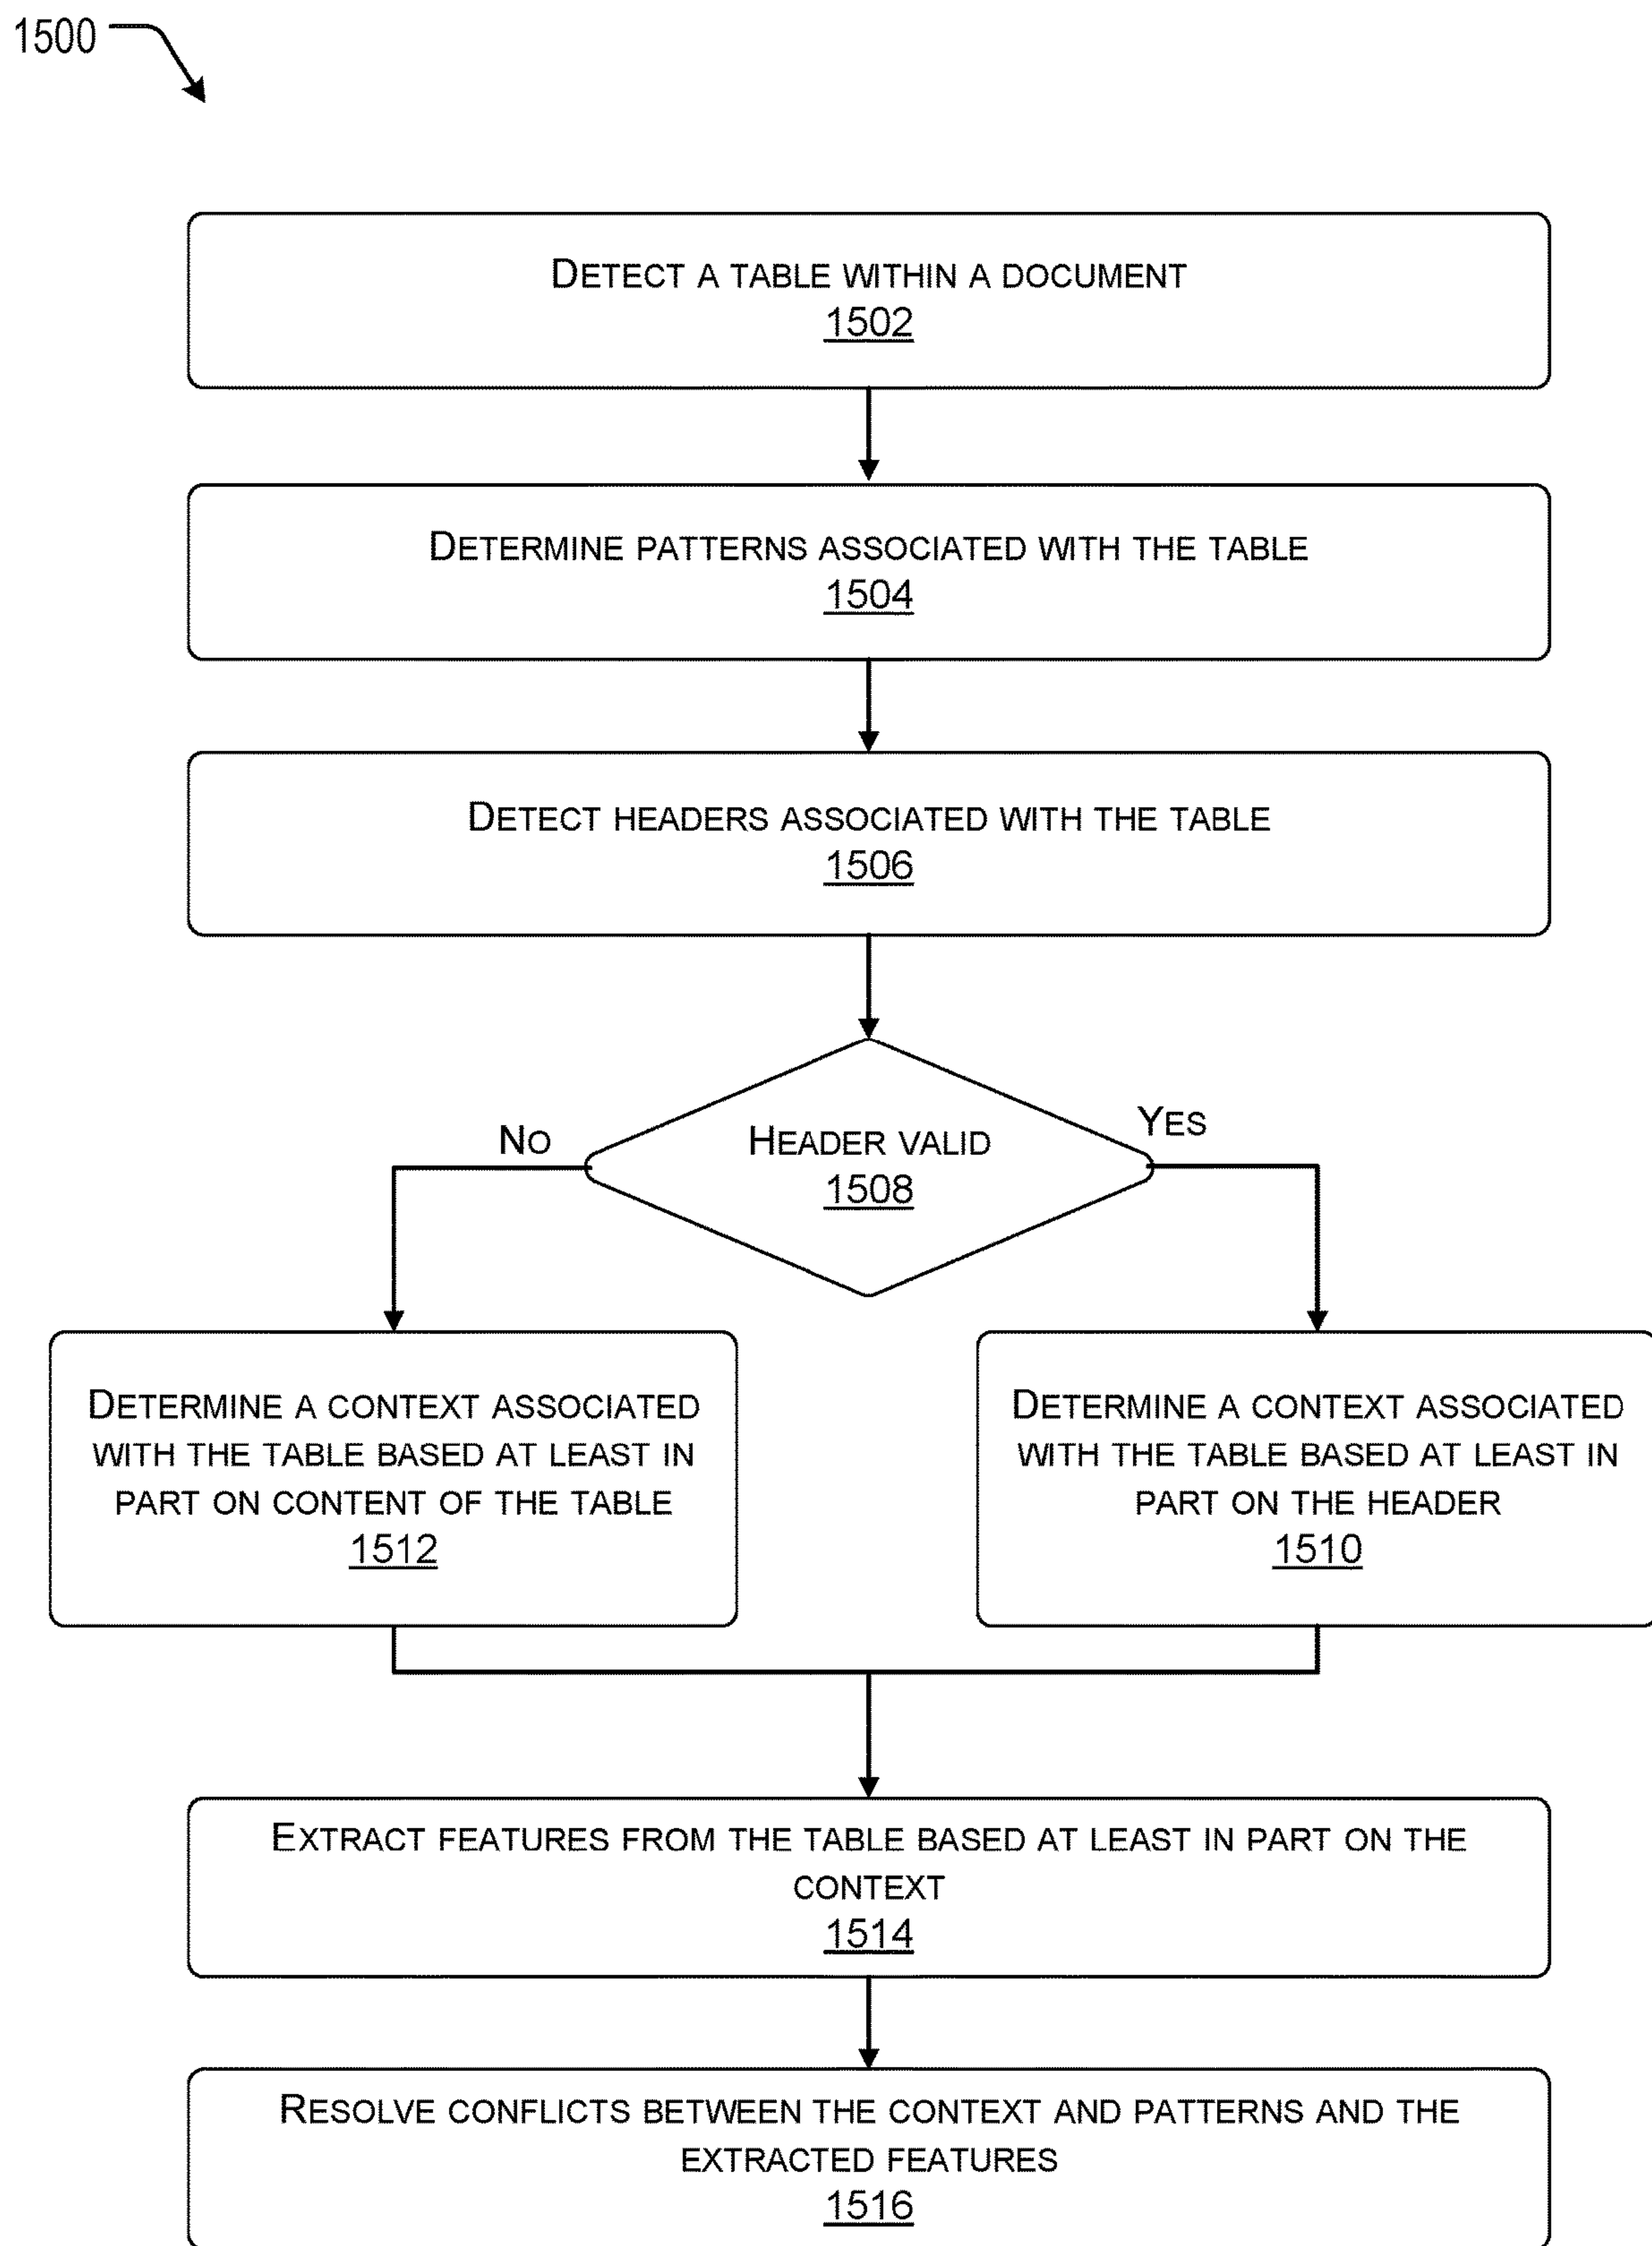 1500
DETECT A TABLE WITHIN A DOCUMENT
1502
DETERMINE PATTERNS ASSOCIATED WITH THE TABLE
1504
DETECT HEADERS ASSOCIATED WITH THE TABLE
1506
NO
HEADER VALID
1508
YES
DETERMINE A CONTEXT ASSOCIATED
WITH THE TABLE BASED AT LEAST IN
PART ON CONTENT OF THE TABLE
1512
DETERMINE A CONTEXT ASSOCIATED
WITH THE TABLE BASED AT LEAST IN
PART ON THE HEADER
1510
EXTRACT FEATURES FROM THE TABLE BASED AT LEAST IN PART ON THE
CONTEXT
1514
RESOLVE CONFLICTS BETWEEN THE CONTEXT AND PATTERNS AND THE
EXTRACTED FEATURES
1516